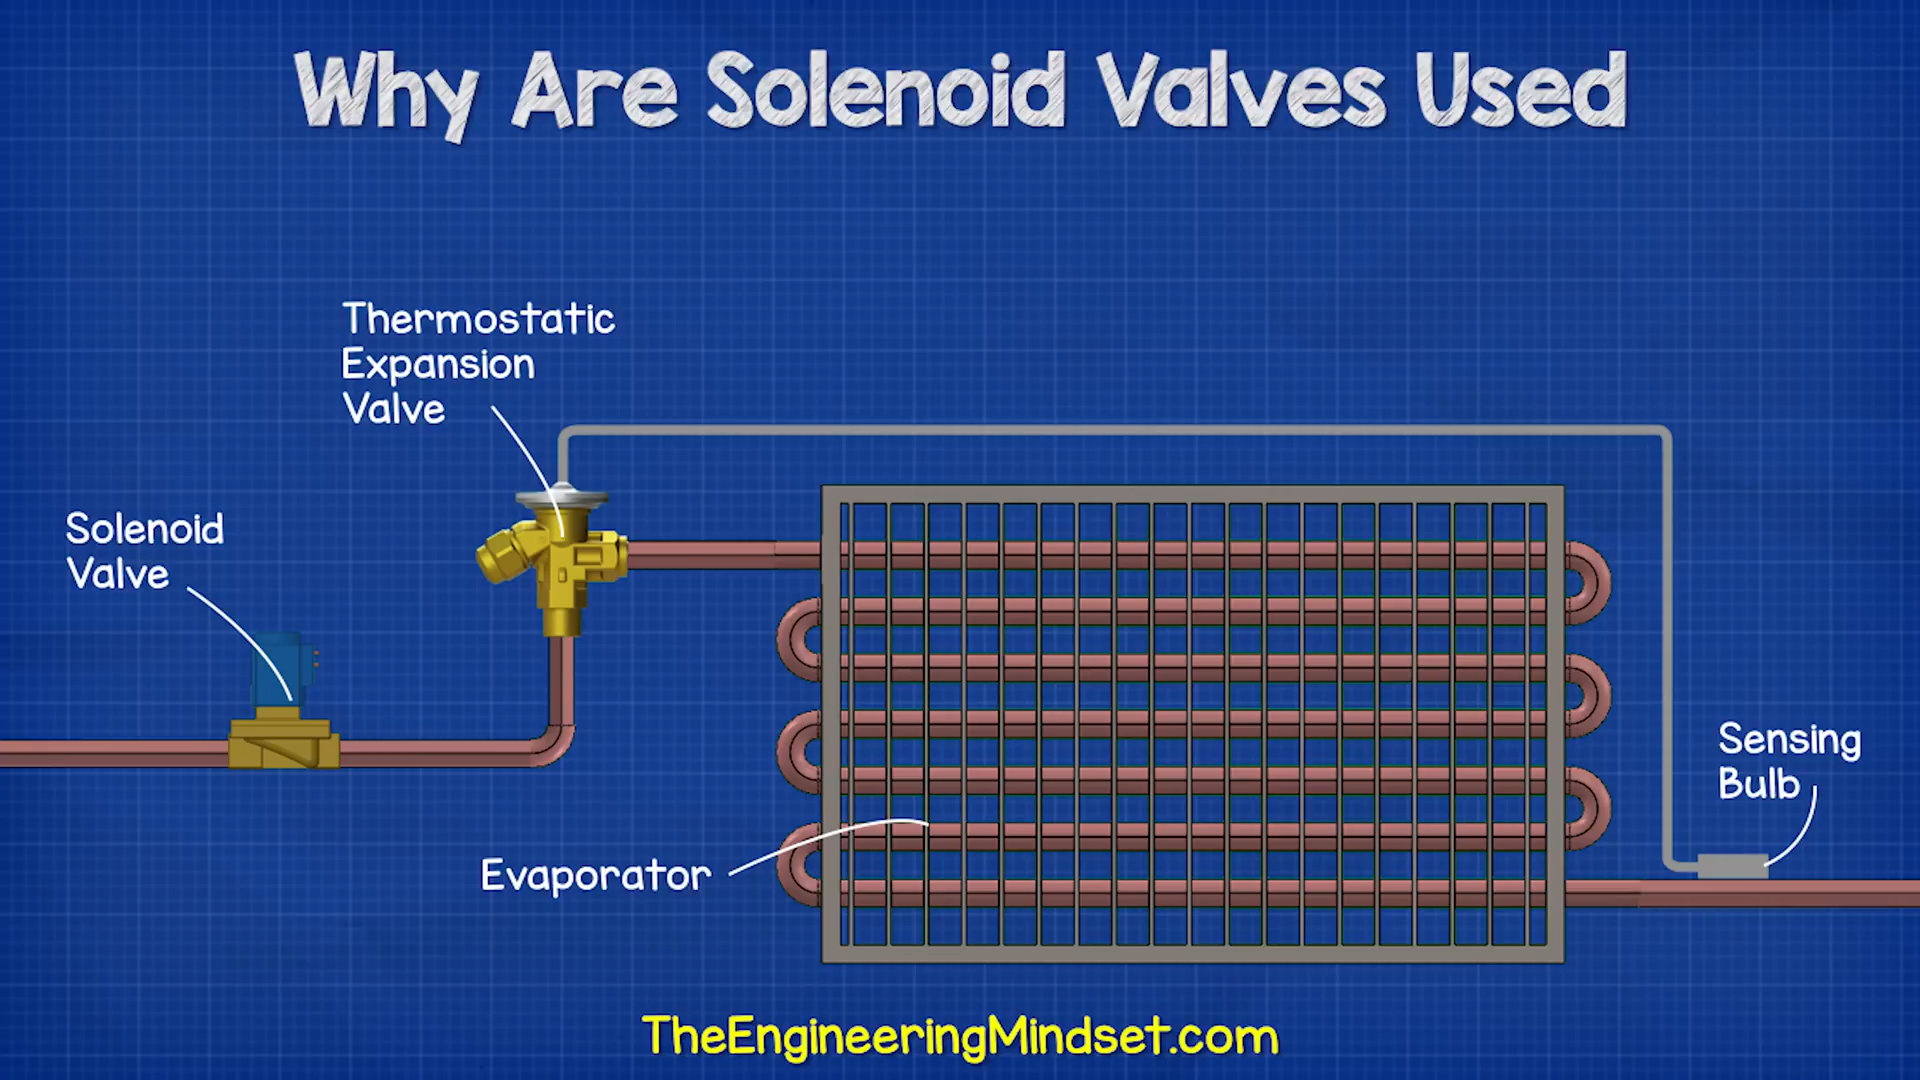 Why Are Solenoid Valves Used
Thermostatic
Expansion
Valve
Solenoid
Valve
Sensing
Bulb
Evaporator
TheEngineeringMindset.com